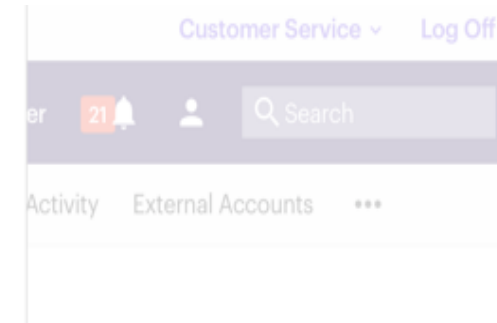 Customer Service Log Off
er 21 Search
Activity External Accounts